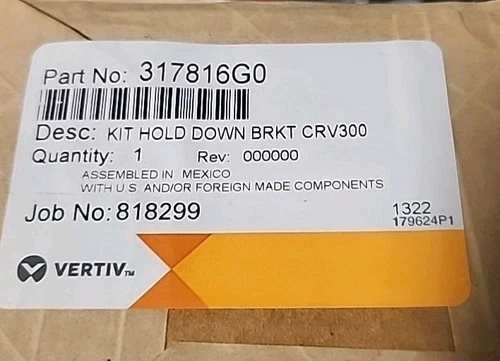 Part No: 317816G0
Desc: KIT HOLD DOWN BRKT CRV300
Quantity: 1 Rev: 000000
ASSEMBLED IN MEXICO
WITH U.S. AND/OR FOREIGN MADE COMPONENTS
Job No: 818299 1322
179624P1
VERTIV™